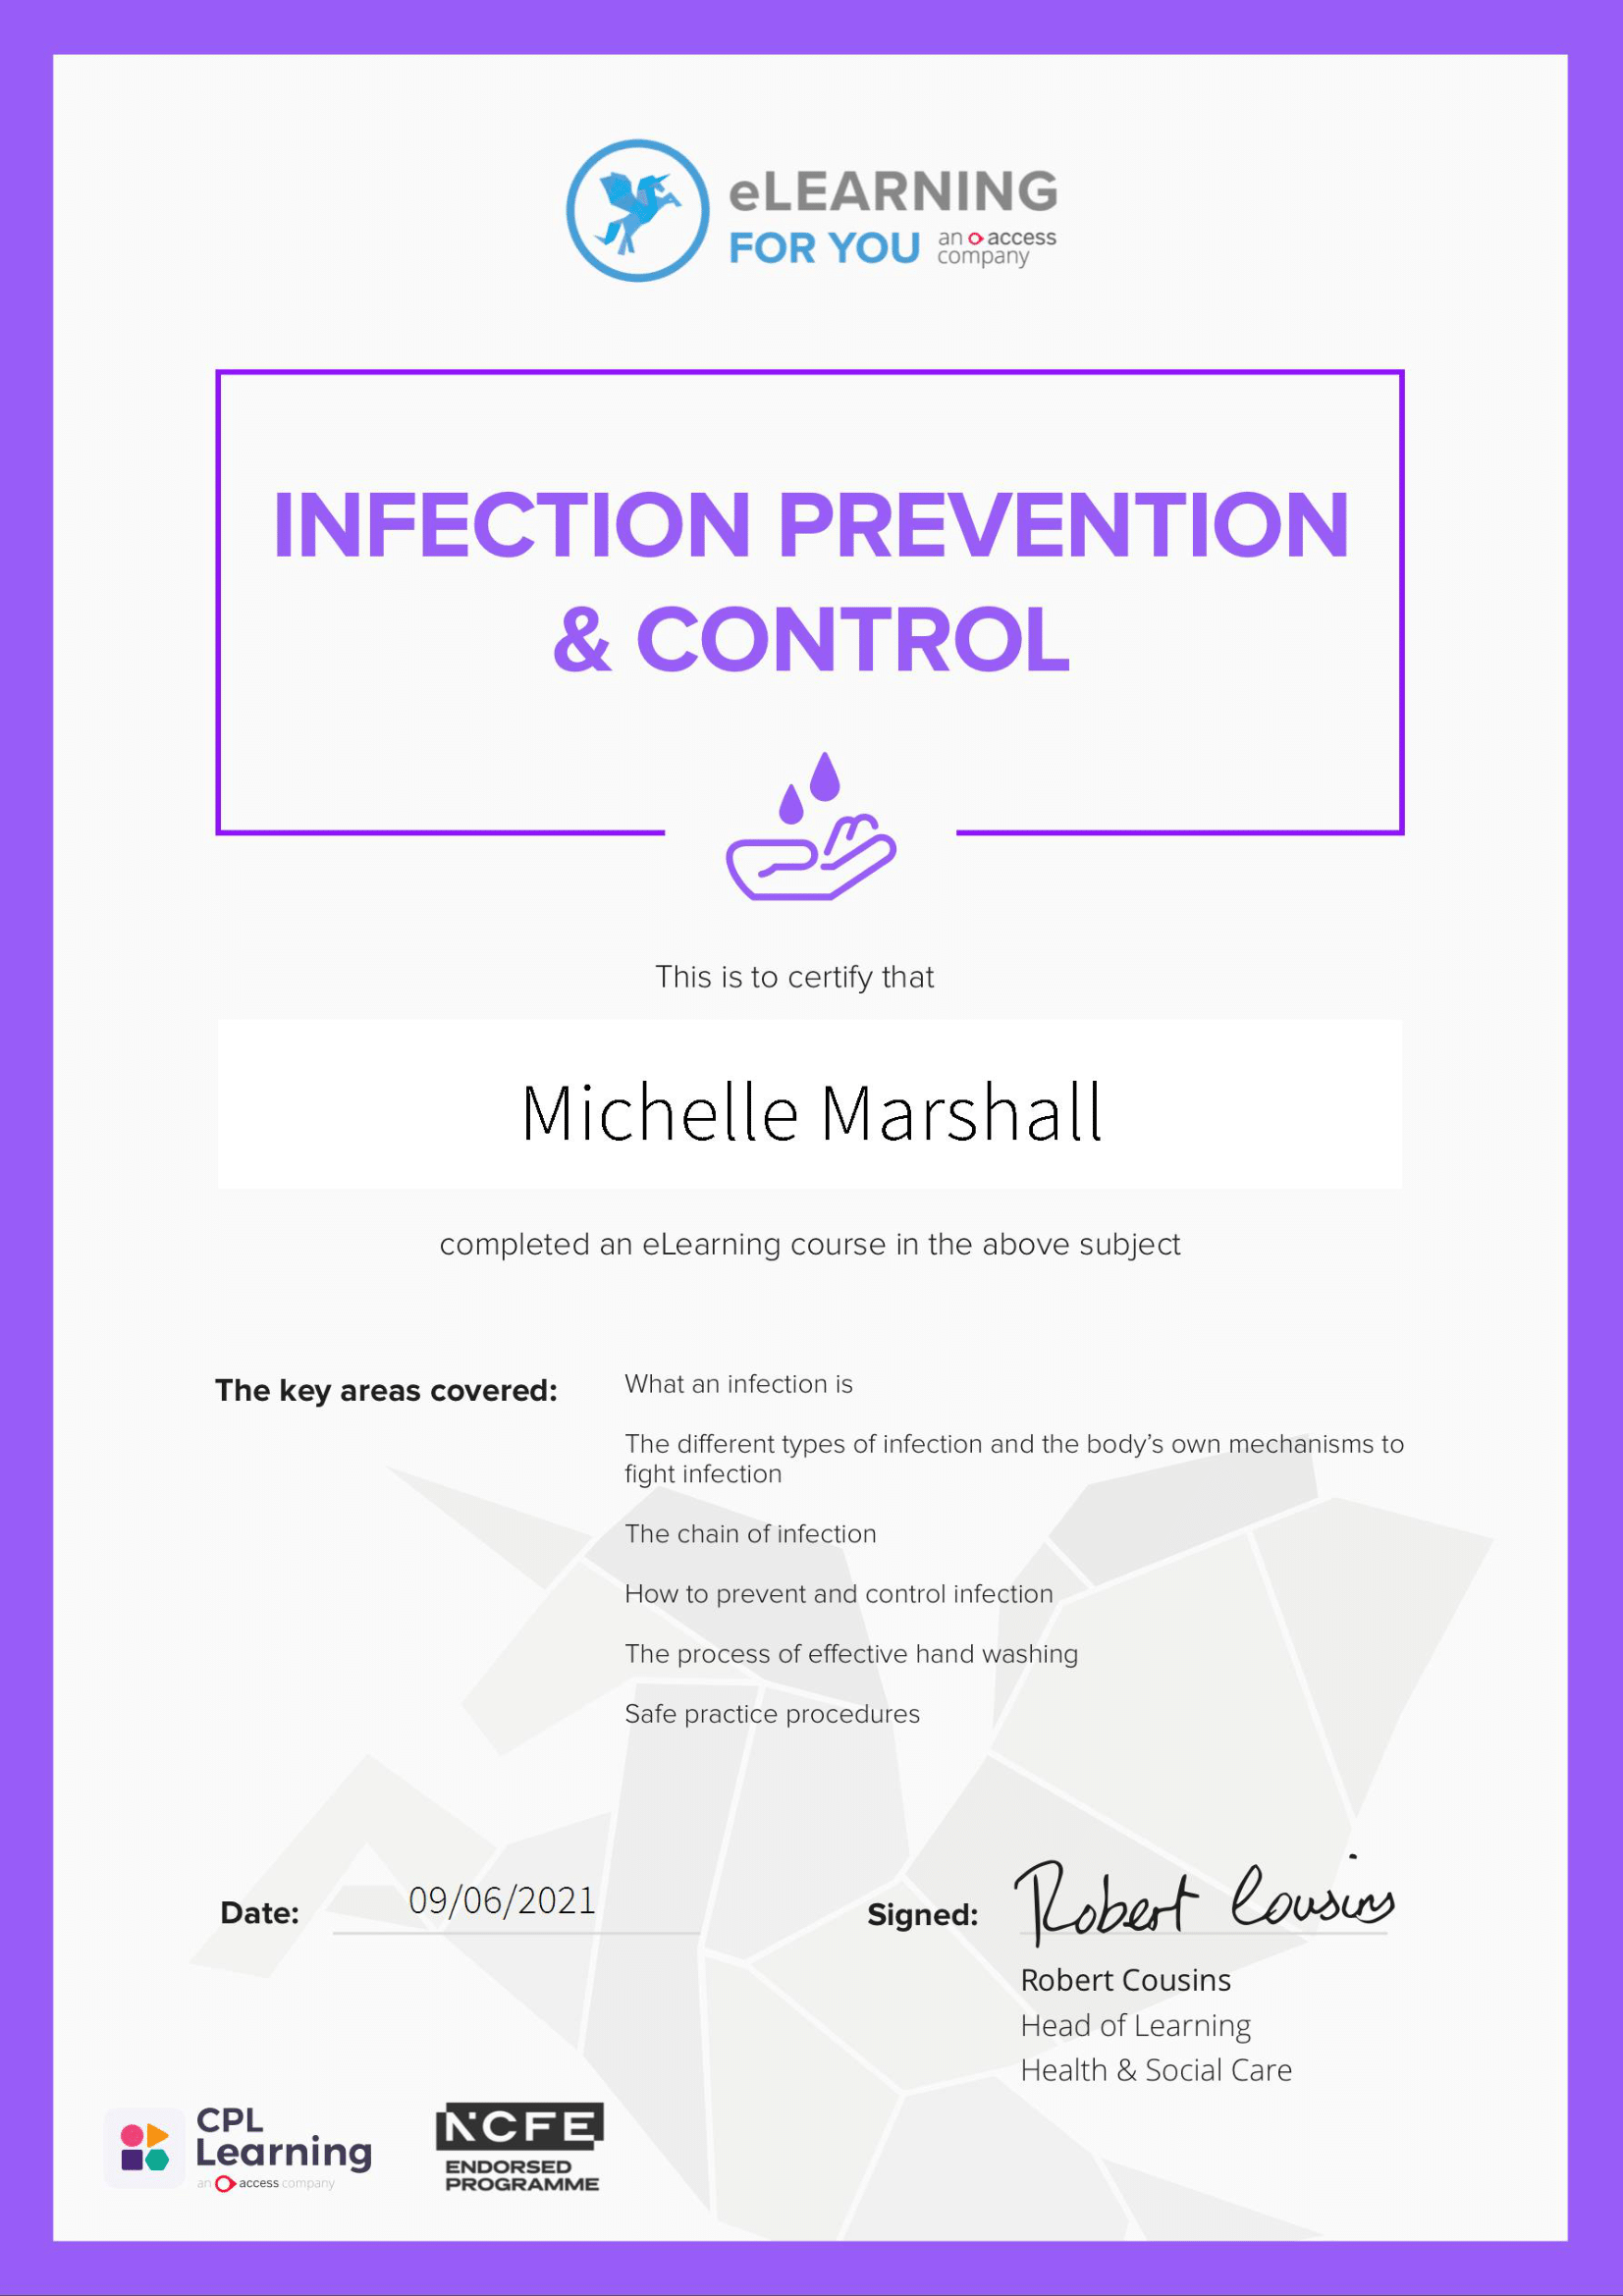 eLEARNING
FOR YOU an access company
INFECTION PREVENTION
& CONTROL
This is to certify that
Michelle Marshall
completed an eLearning course in the above subject
The key areas covered:
What an infection is
The different types of infection and the body’s own mechanisms to
fight infection
The chain of infection
How to prevent and control infection
The process of effective hand washing
Safe practice procedures
Date: 09/06/2021
Signed: Robert Cousins
Robert Cousins
Head of Learning
Health & Social Care
CPL
Learning
an access company
NCFE
ENDORSED
PROGRAMME